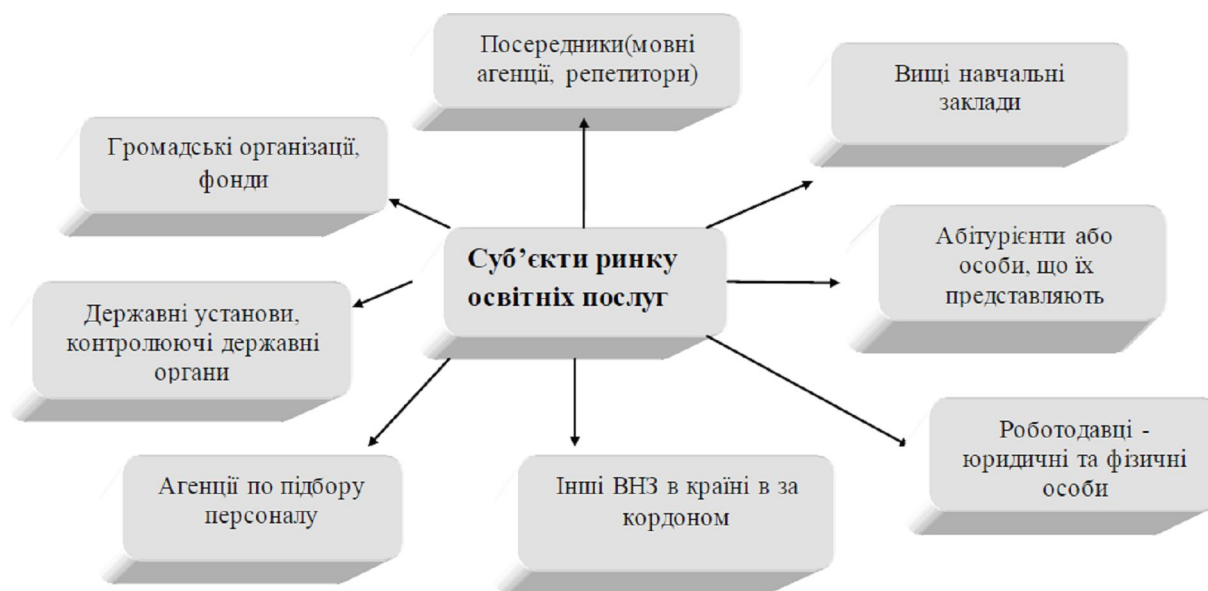 Посередники(мовні
агенції, репетитори)
Вищі навчальні
заклади
Громадські організації,
фонди
Суб’єкти ринку
освітніх послуг
Абітурієнти або
особи, що їх
представляють
Державні установи,
контролюючі державні
органи
Роботодавці -
юридичні та фізичні
особи
Агенції по підбору
персоналу
Інші ВНЗ в країні в за
кордоном